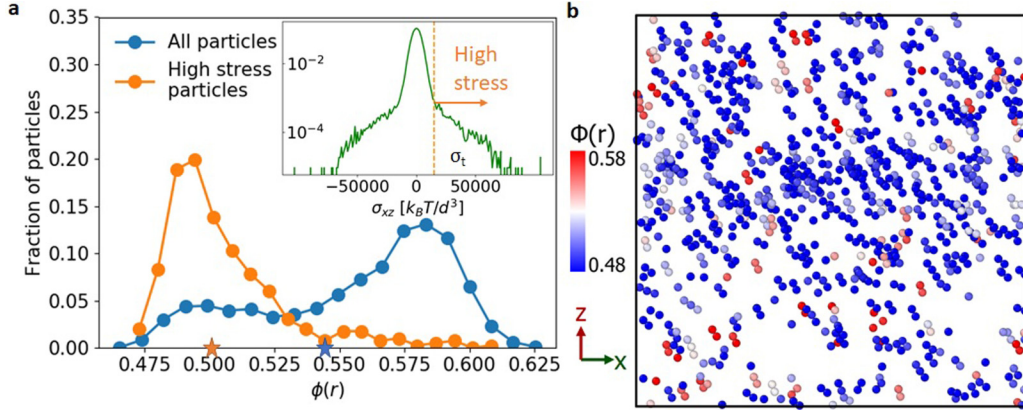 a
b
0.35
0.30
0.25
0.20
0.15
0.10
0.05
0.00
Fraction of particles
All particles
High stress
particles
10⁻²
10⁻⁴
High
stress
σt
−500000 0 500000
σxz [kBT/d³]
0.475 0.500 0.525 0.550 0.575 0.600 0.625
ϕ(r)
Φ(r)
0.58
0.48
z
x